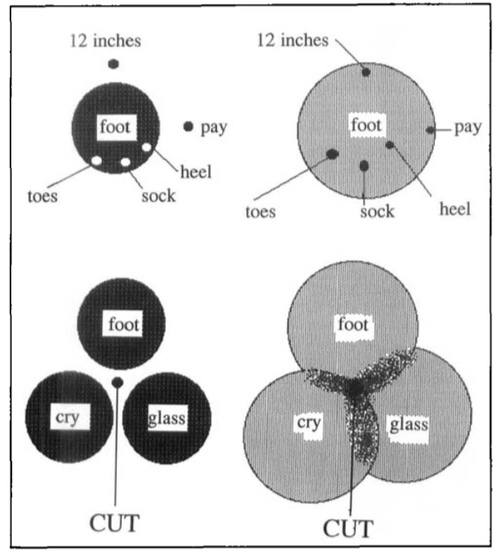 12 inches
foot
pay
heel
toes
sock
12 inches
foot
pay
heel
toes
sock
foot
cry
glass
CUT
foot
cry
glass
CUT